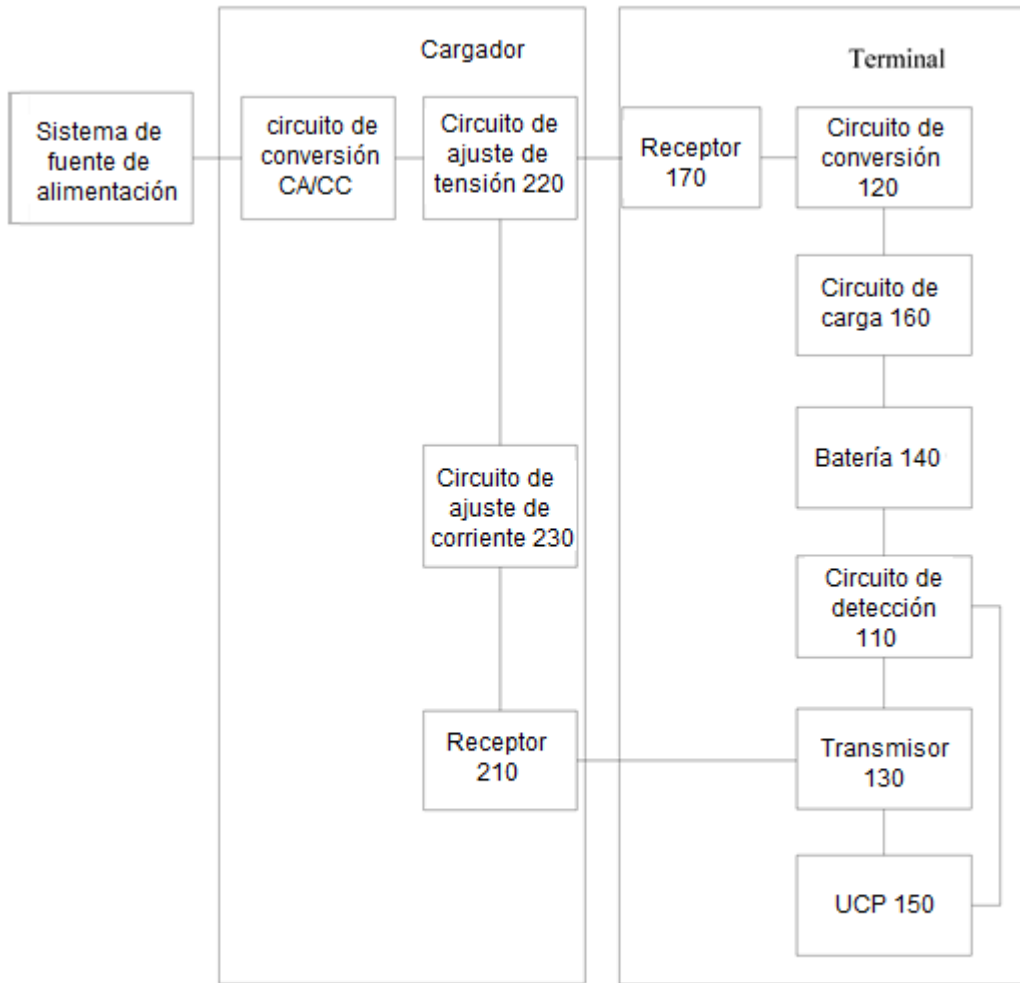 Cargador
Terminal
Sistema de
fuente de
alimentación
circuito de
conversión
CA/CC
Circuito de
ajuste de
tensión 220
Receptor
170
Circuito de
conversión
120
Circuito de
carga 160
Batería 140
Circuito de
ajuste de
corriente 230
Circuito de
detección
110
Receptor
210
Transmisor
130
UCP 150